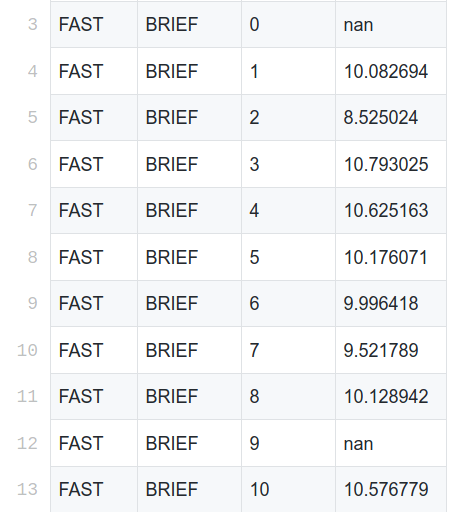 3 FAST BRIEF 0 nan
4 FAST BRIEF 1 10.082694
5 FAST BRIEF 2 8.525024
6 FAST BRIEF 3 10.793025
7 FAST BRIEF 4 10.625163
8 FAST BRIEF 5 10.176071
9 FAST BRIEF 6 9.996418
10 FAST BRIEF 7 9.521789
11 FAST BRIEF 8 10.128942
12 FAST BRIEF 9 nan
13 FAST BRIEF 10 10.576779